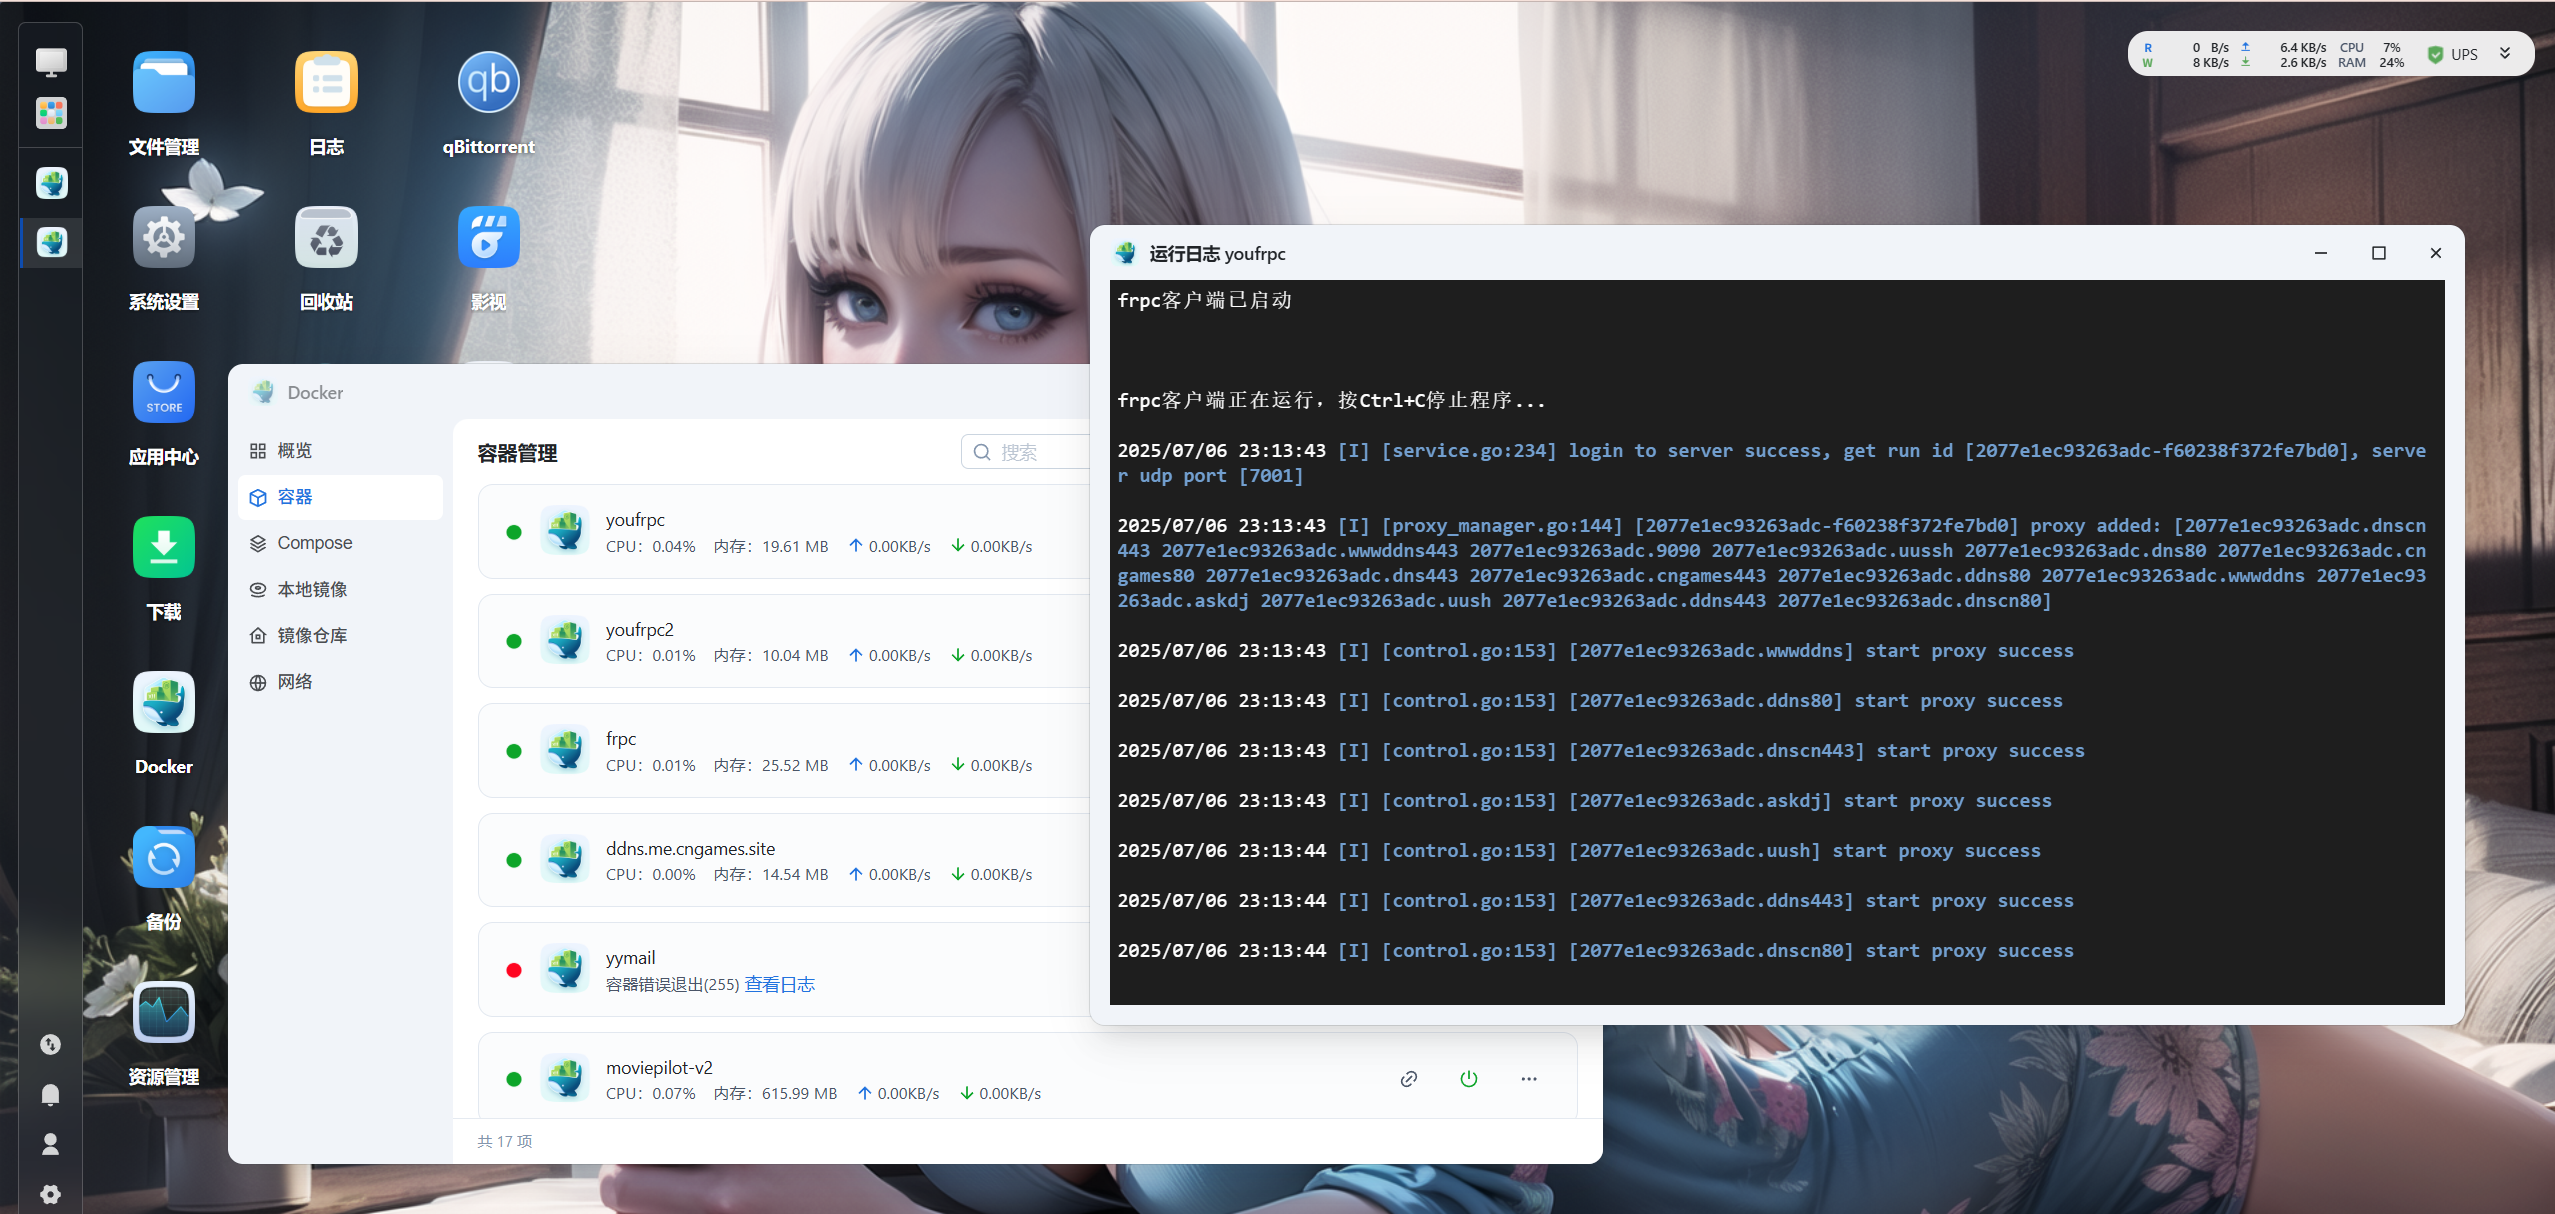 R 0 B/s 6.4 KB/s CPU 7%
W 8 KB/s 2.6 KB/s RAM 24%
UPS
文件管理
日志
qb
qBittorrent
系统设置
回收站
影视
STORE
应用中心
下载
Docker
备份
资源管理
Docker
概览
容器
Compose
本地镜像
镜像仓库
网络
容器管理
搜索
youfrpc
CPU：0.04% 内存：19.61 MB 0.00KB/s 0.00KB/s
youfrpc2
CPU：0.01% 内存：10.04 MB 0.00KB/s 0.00KB/s
frpc
CPU：0.01% 内存：25.52 MB 0.00KB/s 0.00KB/s
ddns.me.cngames.site
CPU：0.00% 内存：14.54 MB 0.00KB/s 0.00KB/s
yymail
容器错误退出(255) 查看日志
moviepilot-v2
CPU：0.07% 内存：615.99 MB 0.00KB/s 0.00KB/s
共 17 项
运行日志 youfrpc
frpc客户端已启动
frpc客户端正在运行，按Ctrl+C停止程序...
2025/07/06 23:13:43 [I] [service.go:234] login to server success, get run id [2077e1ec93263adc-f60238f372fe7bd0], serve
r udp port [7001]
2025/07/06 23:13:43 [I] [proxy_manager.go:144] [2077e1ec93263adc-f60238f372fe7bd0] proxy added: [2077e1ec93263adc.dnscn
443 2077e1ec93263adc.wwwddns443 2077e1ec93263adc.9090 2077e1ec93263adc.uussh 2077e1ec93263adc.dns80 2077e1ec93263adc.cn
games80 2077e1ec93263adc.dns443 2077e1ec93263adc.cngames443 2077e1ec93263adc.ddns80 2077e1ec93263adc.wwwddns 2077e1ec93
263adc.askdj 2077e1ec93263adc.uush 2077e1ec93263adc.ddns443 2077e1ec93263adc.dnscn80]
2025/07/06 23:13:43 [I] [control.go:153] [2077e1ec93263adc.wwwddns] start proxy success
2025/07/06 23:13:43 [I] [control.go:153] [2077e1ec93263adc.ddns80] start proxy success
2025/07/06 23:13:43 [I] [control.go:153] [2077e1ec93263adc.dnscn443] start proxy success
2025/07/06 23:13:43 [I] [control.go:153] [2077e1ec93263adc.askdj] start proxy success
2025/07/06 23:13:44 [I] [control.go:153] [2077e1ec93263adc.uush] start proxy success
2025/07/06 23:13:44 [I] [control.go:153] [2077e1ec93263adc.ddns443] start proxy success
2025/07/06 23:13:44 [I] [control.go:153] [2077e1ec93263adc.dnscn80] start proxy success